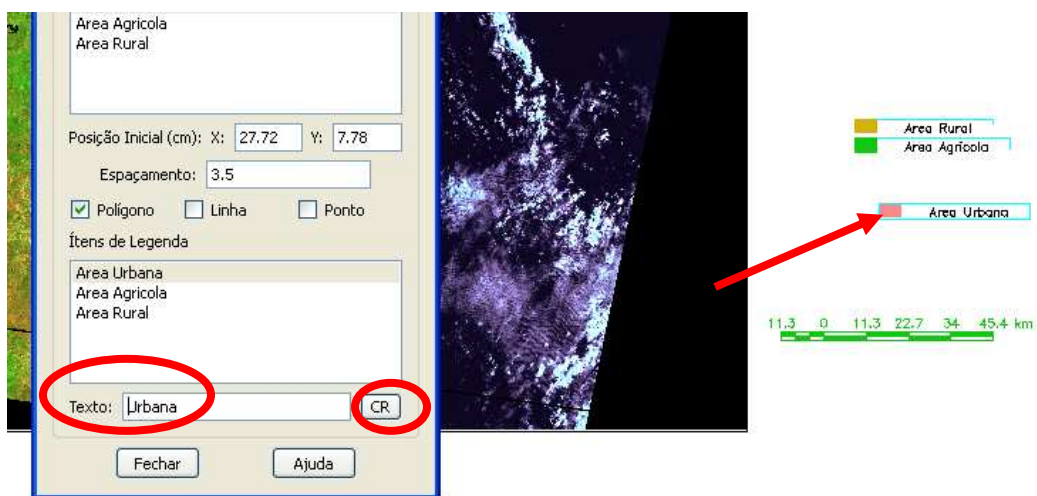 Area Agricola
Area Rural
Posição Inicial (cm): X: 27.72 Y: 7.78
Espaçamento: 3.5
Polígono Linha Ponto
Ítens de Legenda
Area Urbana
Area Agricola
Area Rural
Texto: Urbana CR
Fechar Ajuda
Area Rural
Area Agrícola
Area Urbana
11.3 0 11.3 22.7 34 45.4 km